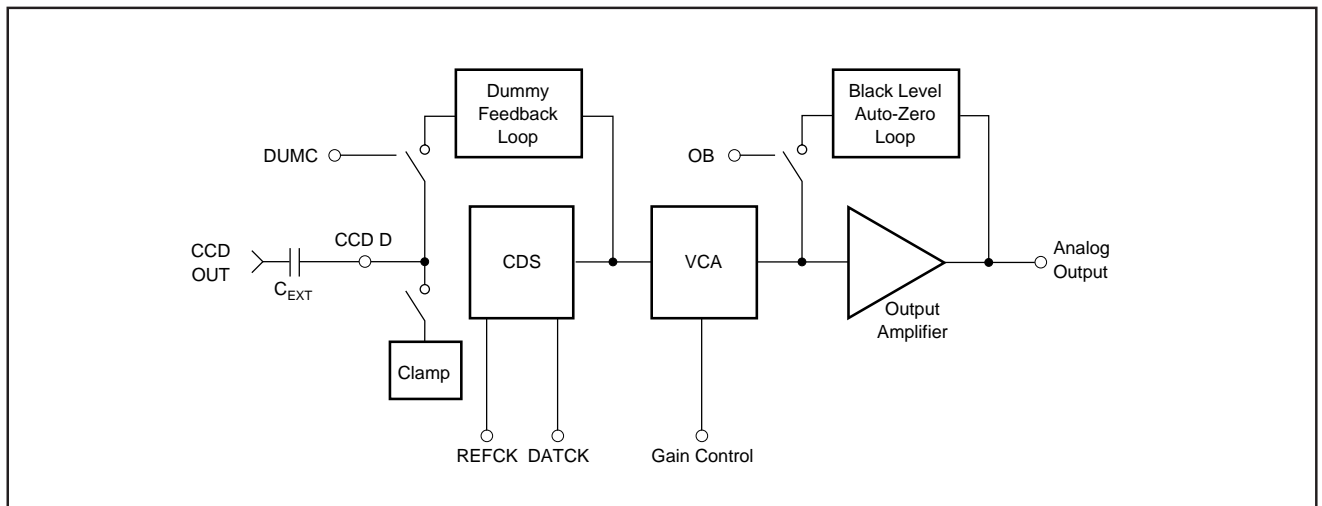 Dummy
Feedback
Loop
Black Level
Auto-Zero
Loop
DUMC
OB
CCD
OUT
C_EXT
CCD D
CDS
VCA
Analog
Output
Output
Amplifier
Clamp
REFCK DATCK
Gain Control